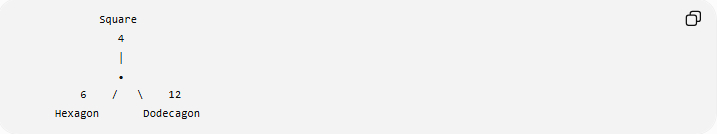 Square
4
|
•
6 / \ 12
Hexagon Dodecagon